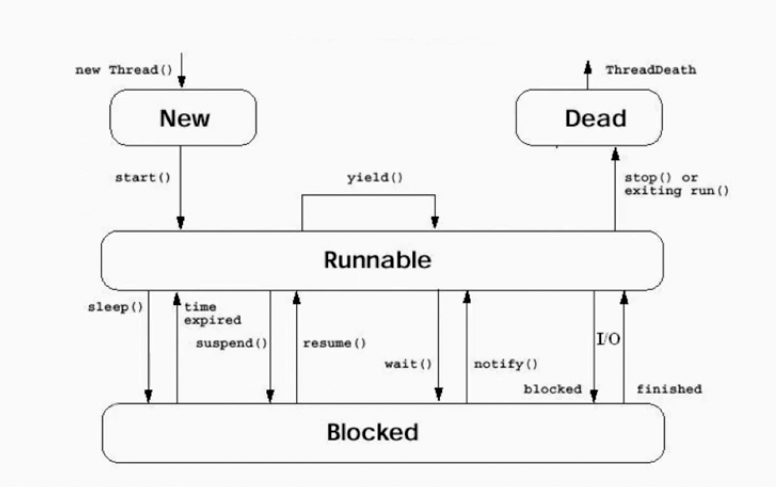 new Thread()
ThreadDeath
New
Dead
start()
yield()
stop() or
exiting run()
Runnable
sleep()
time
expired
suspend()
resume()
I/O
wait()
notify()
blocked
finished
Blocked